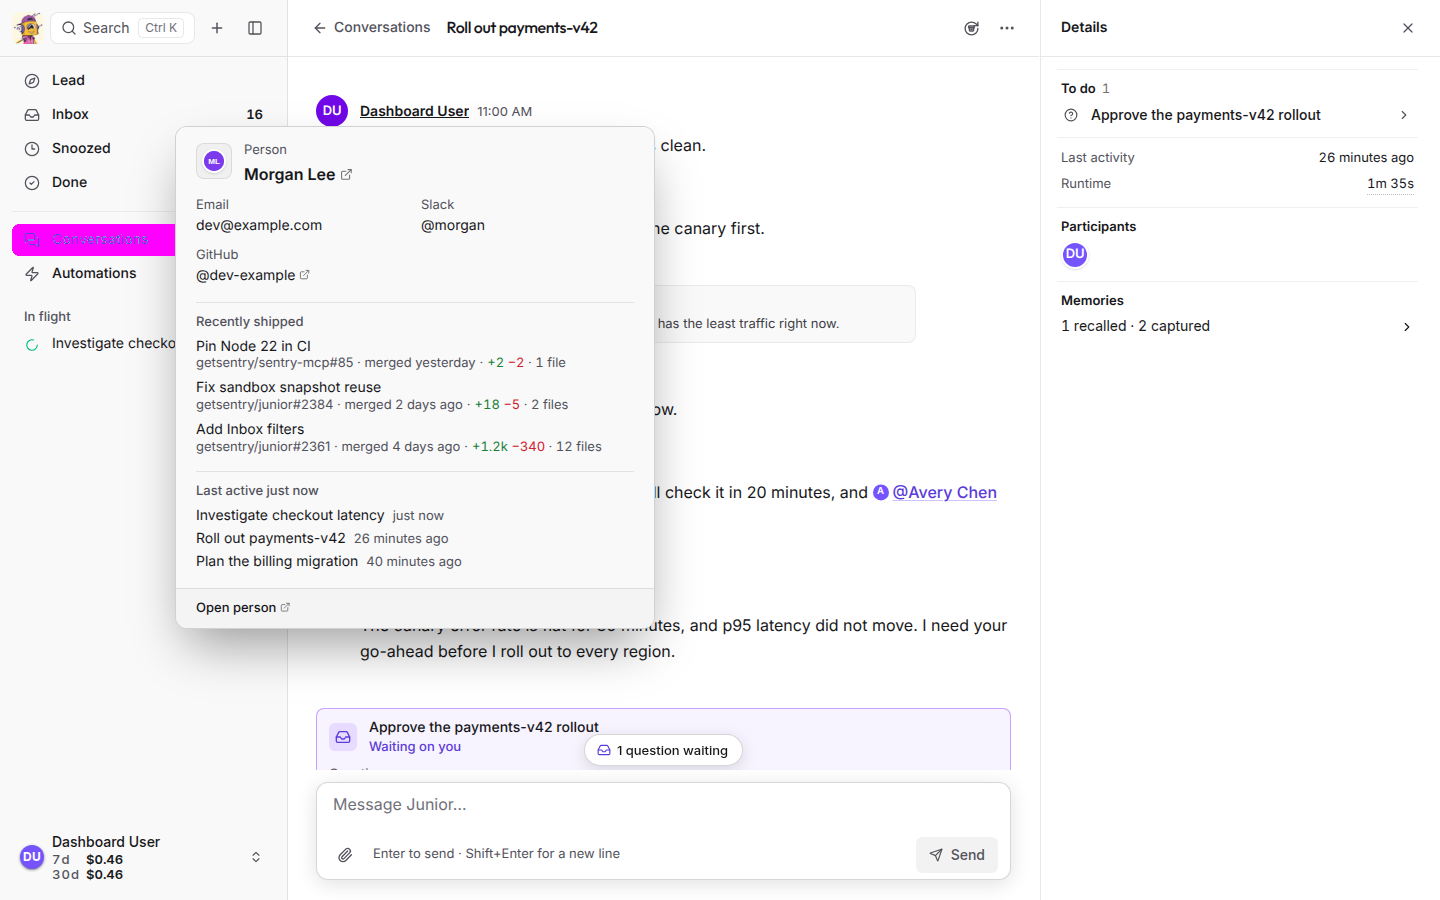 Search Ctrl K
Lead
Inbox 16
Snoozed
Done
Conversations
Automations
In flight
Investigate checko
DU
Dashboard User
7d $0.46
30d $0.46
Conversations Roll out payments-v42
DU Dashboard User 11:00 AM
clean.
canary first.
has the least traffic right now.
check it in 20 minutes, and A @Avery Chen
and p95 latency did not move. I need your
go-ahead before I roll out to every region.
Approve the payments-v42 rollout
Waiting on you
1 question waiting
Message Junior...
Enter to send · Shift+Enter for a new line
Send
ML
Person
Morgan Lee
Email
dev@example.com
Slack
@morgan
GitHub
@dev-example
Recently shipped
Pin Node 22 in CI
getsentry/sentry-mcp#85 · merged yesterday · +2 −2 · 1 file
Fix sandbox snapshot reuse
getsentry/junior#2384 · merged 2 days ago · +18 −5 · 2 files
Add Inbox filters
getsentry/junior#2361 · merged 4 days ago · +1.2k −340 · 12 files
Last active just now
Investigate checkout latency just now
Roll out payments-v42 26 minutes ago
Plan the billing migration 40 minutes ago
Open person
Details
To do 1
Approve the payments-v42 rollout
Last activity 26 minutes ago
Runtime 1m 35s
Participants
DU
Memories
1 recalled · 2 captured